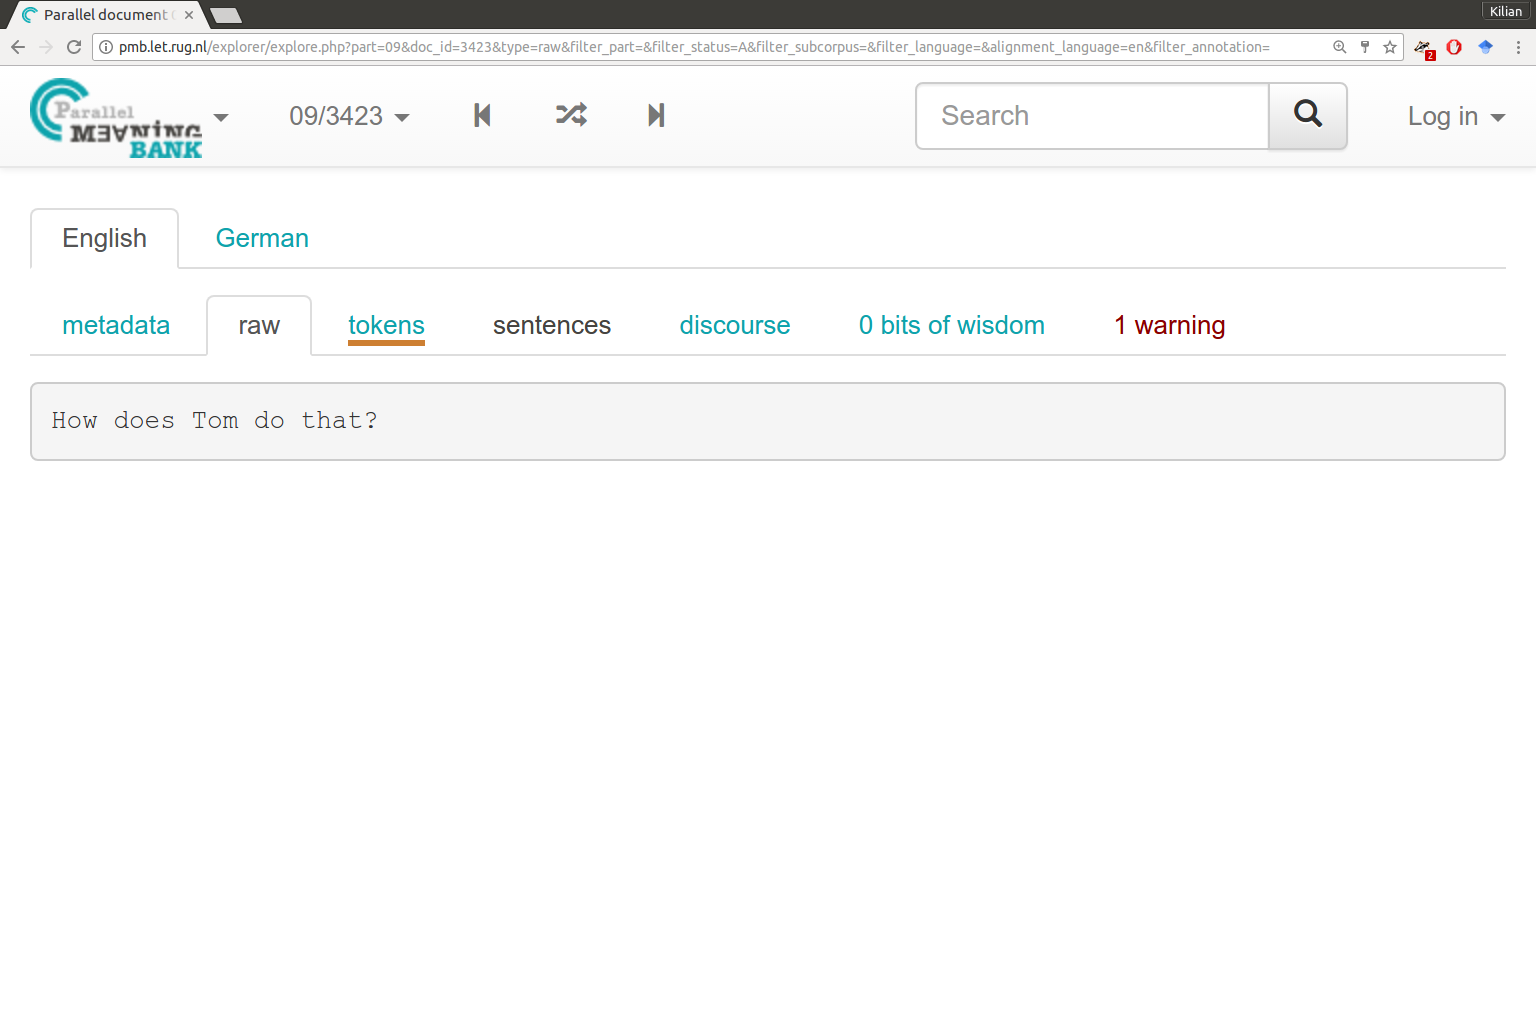 Parallel document
Kilian
pmb.let.rug.nl/explorer/explore.php?part=09&doc_id=3423&type=raw&filter_part=&filter_status=A&filter_subcorpus=&filter_language=&alignment_language=en&filter_annotation=
2
Parallel
MEANING
BANK
09/3423
Search
Log in
English German
metadata raw tokens sentences discourse 0 bits of wisdom 1 warning
How does Tom do that?